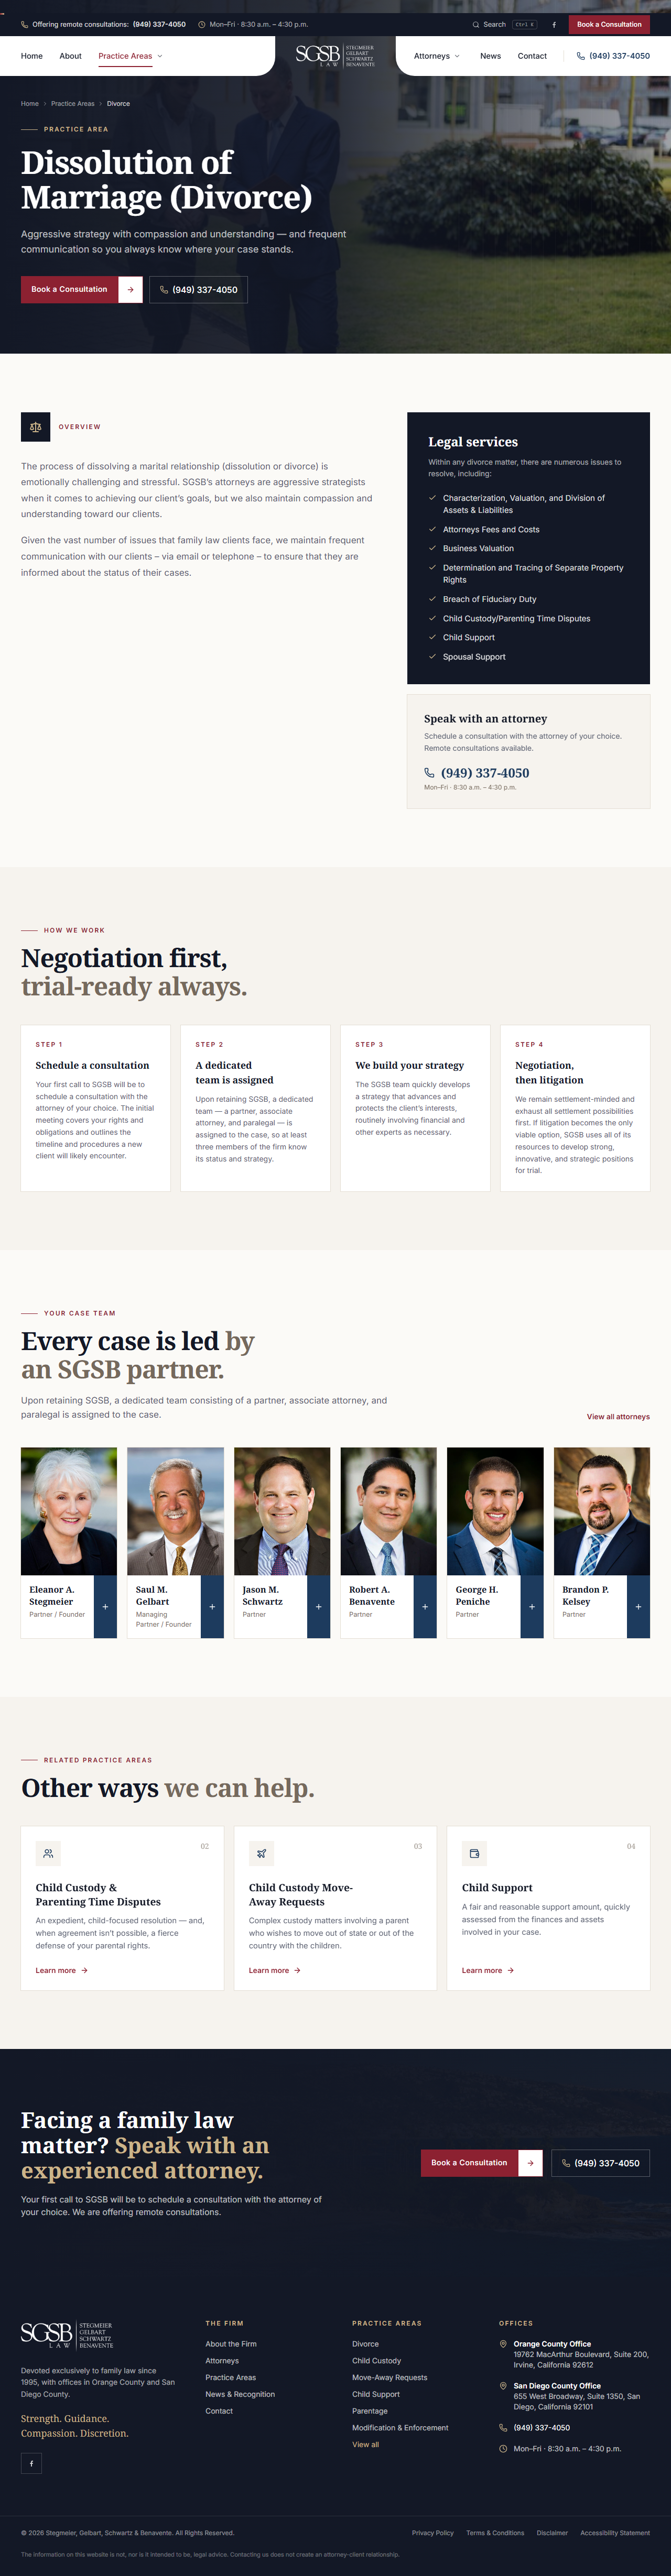 Offering remote consultations: (949) 337-4050
Mon–Fri · 8:30 a.m. – 4:30 p.m.
Search Ctrl K
Book a Consultation
Home
About
Practice Areas
SGSB LAW
STEGMEIER
GELBART
SCHWARTZ
BENAVENTE
Attorneys
News
Contact
(949) 337-4050
Home > Practice Areas > Divorce
PRACTICE AREA
Dissolution of
Marriage (Divorce)
Aggressive strategy with compassion and understanding — and frequent
communication so you always know where your case stands.
Book a Consultation
(949) 337-4050
OVERVIEW
The process of dissolving a marital relationship (dissolution or divorce) is
emotionally challenging and stressful. SGSB's attorneys are aggressive strategists
when it comes to achieving our client's goals, but we also maintain compassion and
understanding toward our clients.
Given the vast number of issues that family law clients face, we maintain frequent
communication with our clients – via email or telephone – to ensure that they are
informed about the status of their cases.
Legal services
Within any divorce matter, there are numerous issues to
resolve, including:
Characterization, Valuation, and Division of
Assets & Liabilities
Attorneys Fees and Costs
Business Valuation
Determination and Tracing of Separate Property
Rights
Breach of Fiduciary Duty
Child Custody/Parenting Time Disputes
Child Support
Spousal Support
Speak with an attorney
Schedule a consultation with the attorney of your choice.
Remote consultations available.
(949) 337-4050
Mon–Fri · 8:30 a.m. – 4:30 p.m.
HOW WE WORK
Negotiation first,
trial-ready always.
STEP 1
Schedule a consultation
Your first call to SGSB will be to
schedule a consultation with the
attorney of your choice. The initial
meeting covers your rights and
obligations and outlines the
timeline and procedures a new
client will likely encounter.
STEP 2
A dedicated
team is assigned
Upon retaining SGSB, a dedicated
team — a partner, associate
attorney, and paralegal — is
assigned to the case, so at least
three members of the firm know
its status and strategy.
STEP 3
We build your strategy
The SGSB team quickly develops
a strategy that advances and
protects the client's interests,
routinely involving financial and
other experts as necessary.
STEP 4
Negotiation,
then litigation
We remain settlement-minded and
exhaust all settlement possibilities
first. If litigation becomes the only
viable option, SGSB uses all of its
resources to develop strong,
innovative, and strategic positions
for trial.
YOUR CASE TEAM
Every case is led by
an SGSB partner.
Upon retaining SGSB, a dedicated team consisting of a partner, associate attorney, and
paralegal is assigned to the case.
View all attorneys
Eleanor A.
Stegmeier
Partner / Founder
Saul M.
Gelbart
Managing
Partner / Founder
Jason M.
Schwartz
Partner
Robert A.
Benavente
Partner
George H.
Peniche
Partner
Brandon P.
Kelsey
Partner
RELATED PRACTICE AREAS
Other ways we can help.
02
Child Custody &
Parenting Time Disputes
An expedient, child-focused resolution — and,
when agreement isn't possible, a fierce
defense of your parental rights.
Learn more
03
Child Custody Move-
Away Requests
Complex custody matters involving a parent
who wishes to move out of state or out of the
country with the children.
Learn more
04
Child Support
A fair and reasonable support amount, quickly
assessed from the finances and assets
involved in your case.
Learn more
Facing a family law
matter? Speak with an
experienced attorney.
Your first call to SGSB will be to schedule a consultation with the attorney of
your choice. We are offering remote consultations.
Book a Consultation
(949) 337-4050
SGSB LAW
STEGMEIER
GELBART
SCHWARTZ
BENAVENTE
Devoted exclusively to family law since
1995, with offices in Orange County and San
Diego County.
Strength. Guidance.
Compassion. Discretion.
THE FIRM
About the Firm
Attorneys
Practice Areas
News & Recognition
Contact
PRACTICE AREAS
Divorce
Child Custody
Move-Away Requests
Child Support
Parentage
Modification & Enforcement
View all
OFFICES
Orange County Office
19762 MacArthur Boulevard, Suite 200,
Irvine, California 92612
San Diego County Office
655 West Broadway, Suite 1350, San
Diego, California 92101
(949) 337-4050
Mon–Fri · 8:30 a.m. – 4:30 p.m.
© 2026 Stegmeier, Gelbart, Schwartz & Benavente. All Rights Reserved.
Privacy Policy
Terms & Conditions
Disclaimer
Accessibility Statement
The information on this website is not, nor is it intended to be, legal advice. Contacting us does not create an attorney-client relationship.